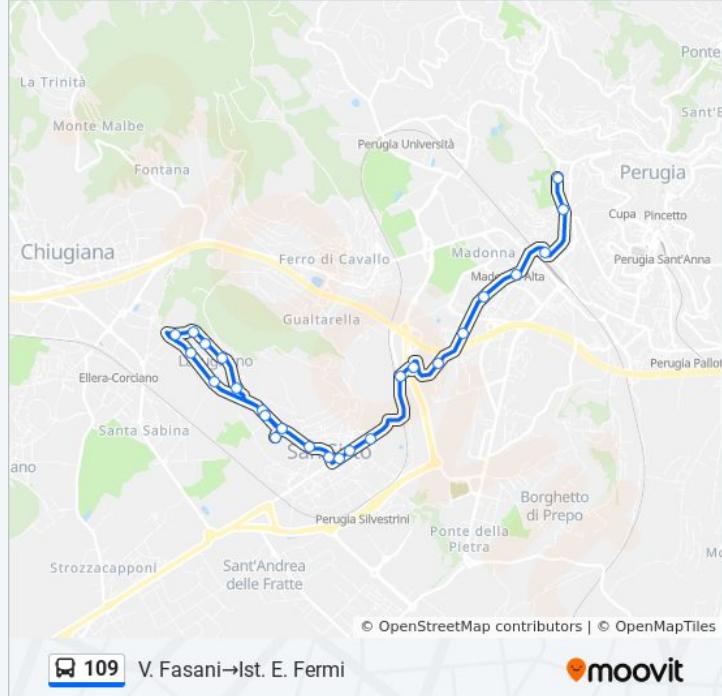 Ponte
La Trinità
Sant'E
Monte Malbe
Perugia Università
Fontana
Perugia
Cupa
Pincetto
Chiugiana
Madonna
Alta
Ferro di Cavallo
Perugia Sant'Anna
Gualtarella
Perugia Pallot
Ellera-Corciano
Santa Sabina
ano
Borghetto
di Prepo
Perugia Silvestrini
Ponte della
Pietra
Mo
Strozzacapponi
Sant'Andrea
delle Fratte
© OpenStreetMap contributors | © OpenMapTiles
109 V. Fasani→Ist. E. Fermi
moovit